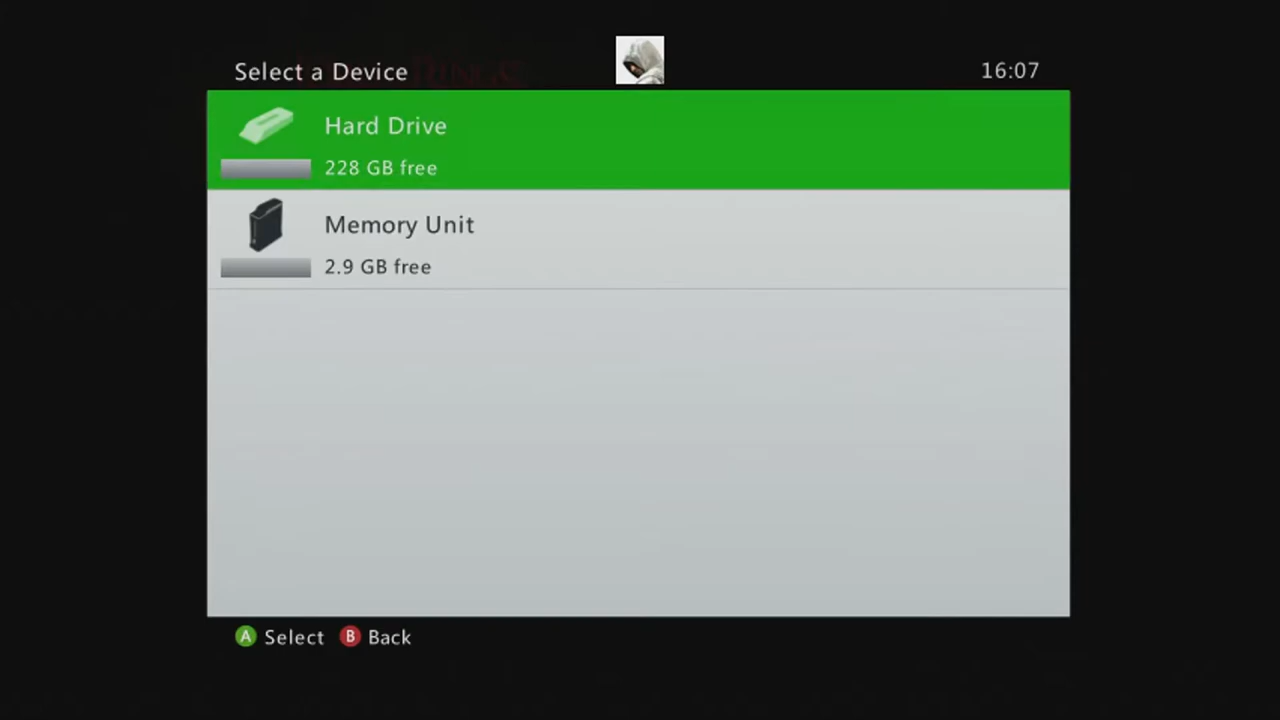 Select a Device
16:07
Hard Drive
228 GB free
Memory Unit
2.9 GB free
A Select B Back